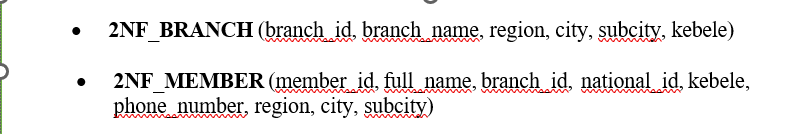 • 2NF_BRANCH (branch_id, branch_name, region, city, subcity, kebele)
• 2NF_MEMBER (member_id, full_name, branch_id, national_id, kebele,
phone_number, region, city, subcity)